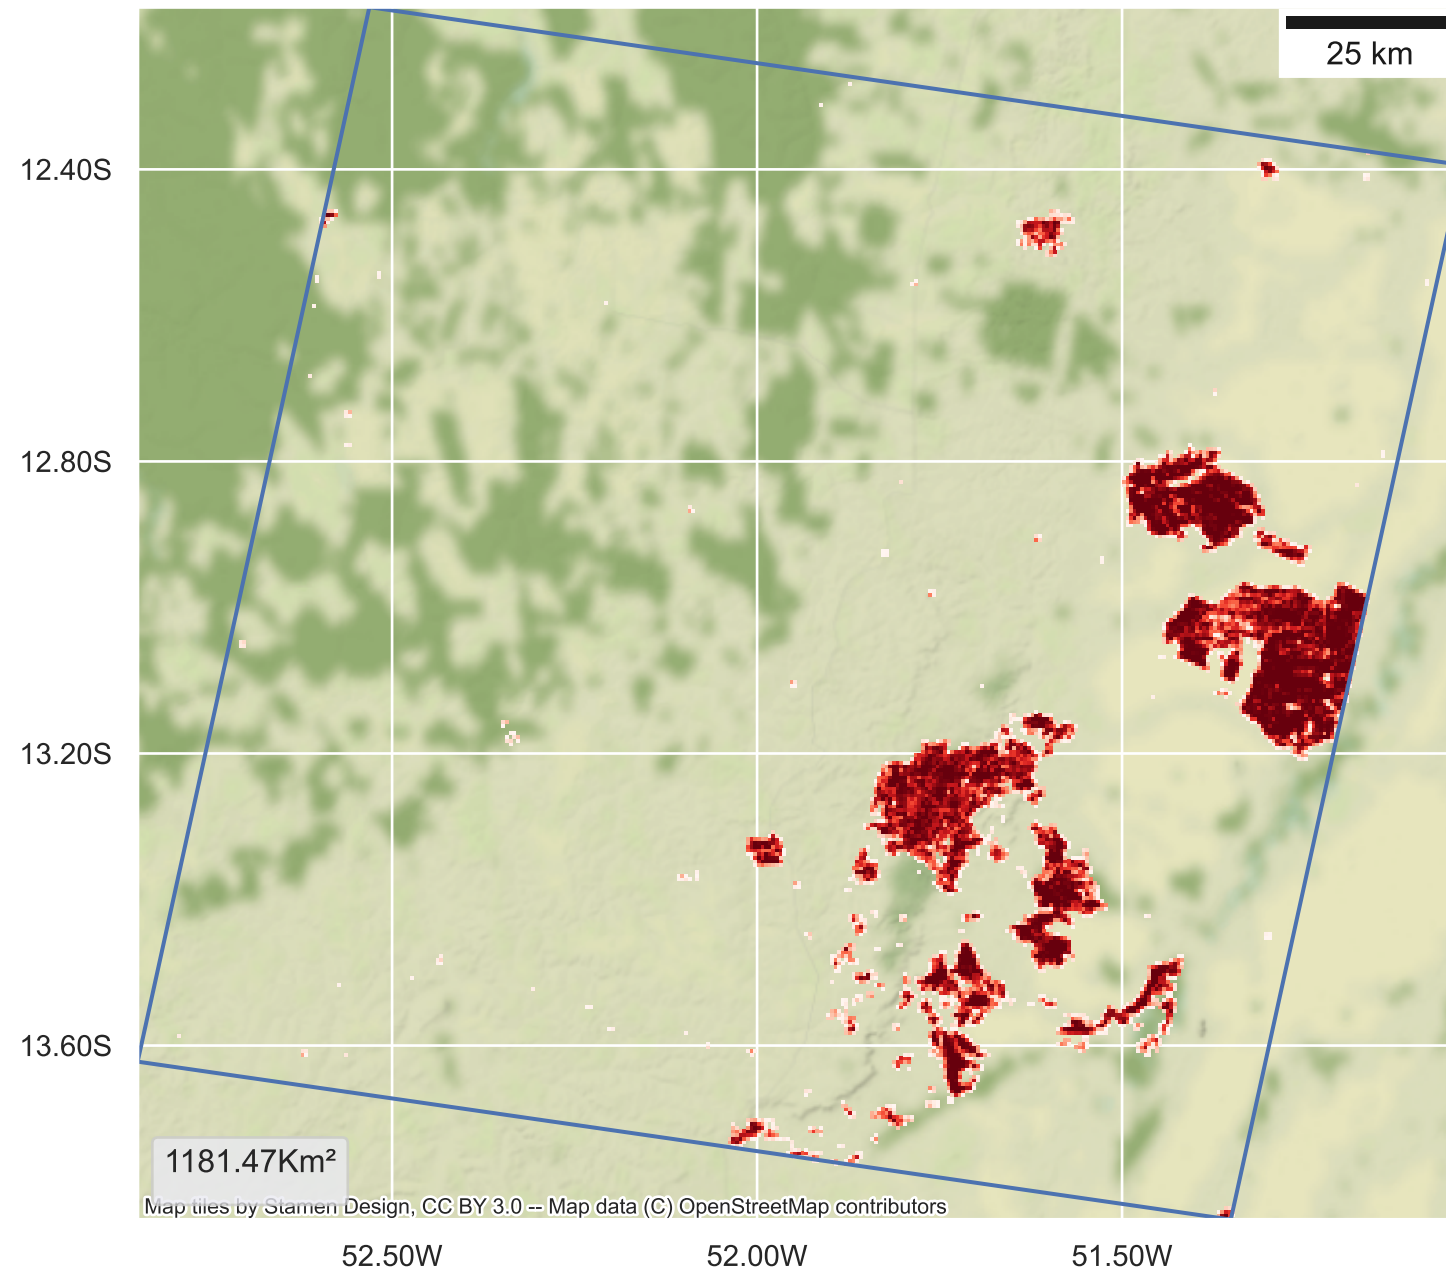 25 km
12.40S
12.80S
13.20S
13.60S
1181.47Km²
Map tiles by Stamen Design, CC BY 3.0 -- Map data (C) OpenStreetMap contributors
52.50W 52.00W 51.50W